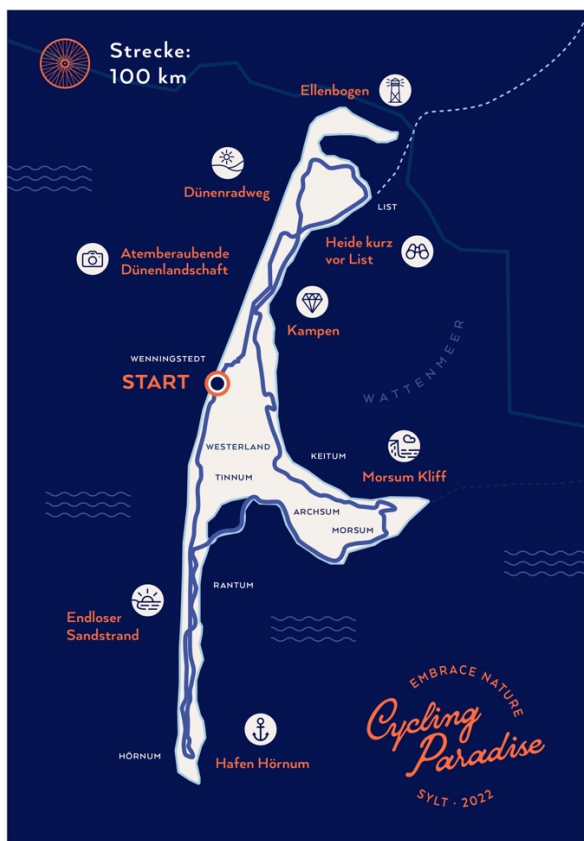 Strecke:
100 km
Ellenbogen
Dünenradweg
LIST
Atemberaubende
Dünenlandschaft
Heide kurz
vor List
Kampen
WENNINGSTEDT
START
WATTENMEER
WESTERLAND
KEITUM
TINNUM
Morsum Kliff
ARCHSUM
MORSUM
RANTUM
Endloser
Sandstrand
HÖRNUM
Hafen Hörnum
EMBRACE NATURE
Cycling
Paradise
SYLT · 2022